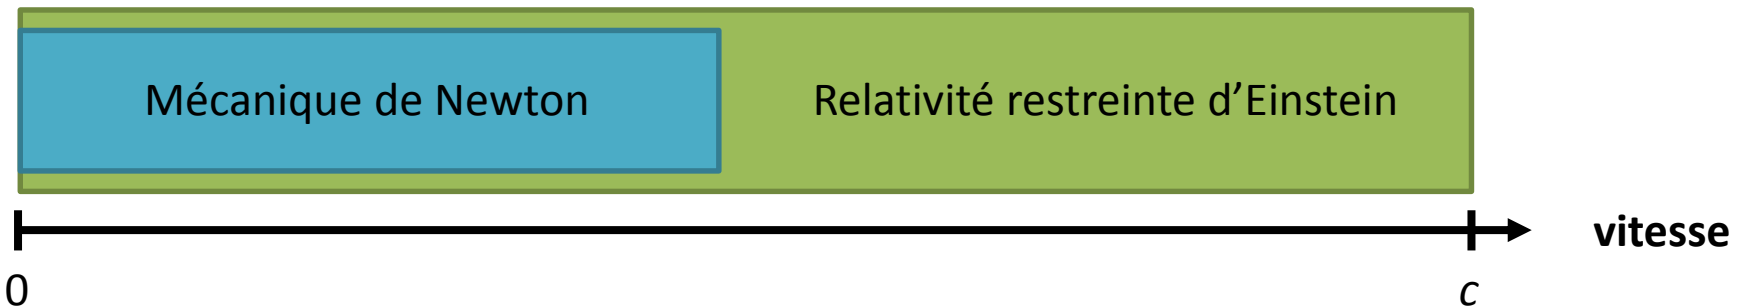 Mécanique de Newton
Relativité restreinte d’Einstein
vitesse
0
c